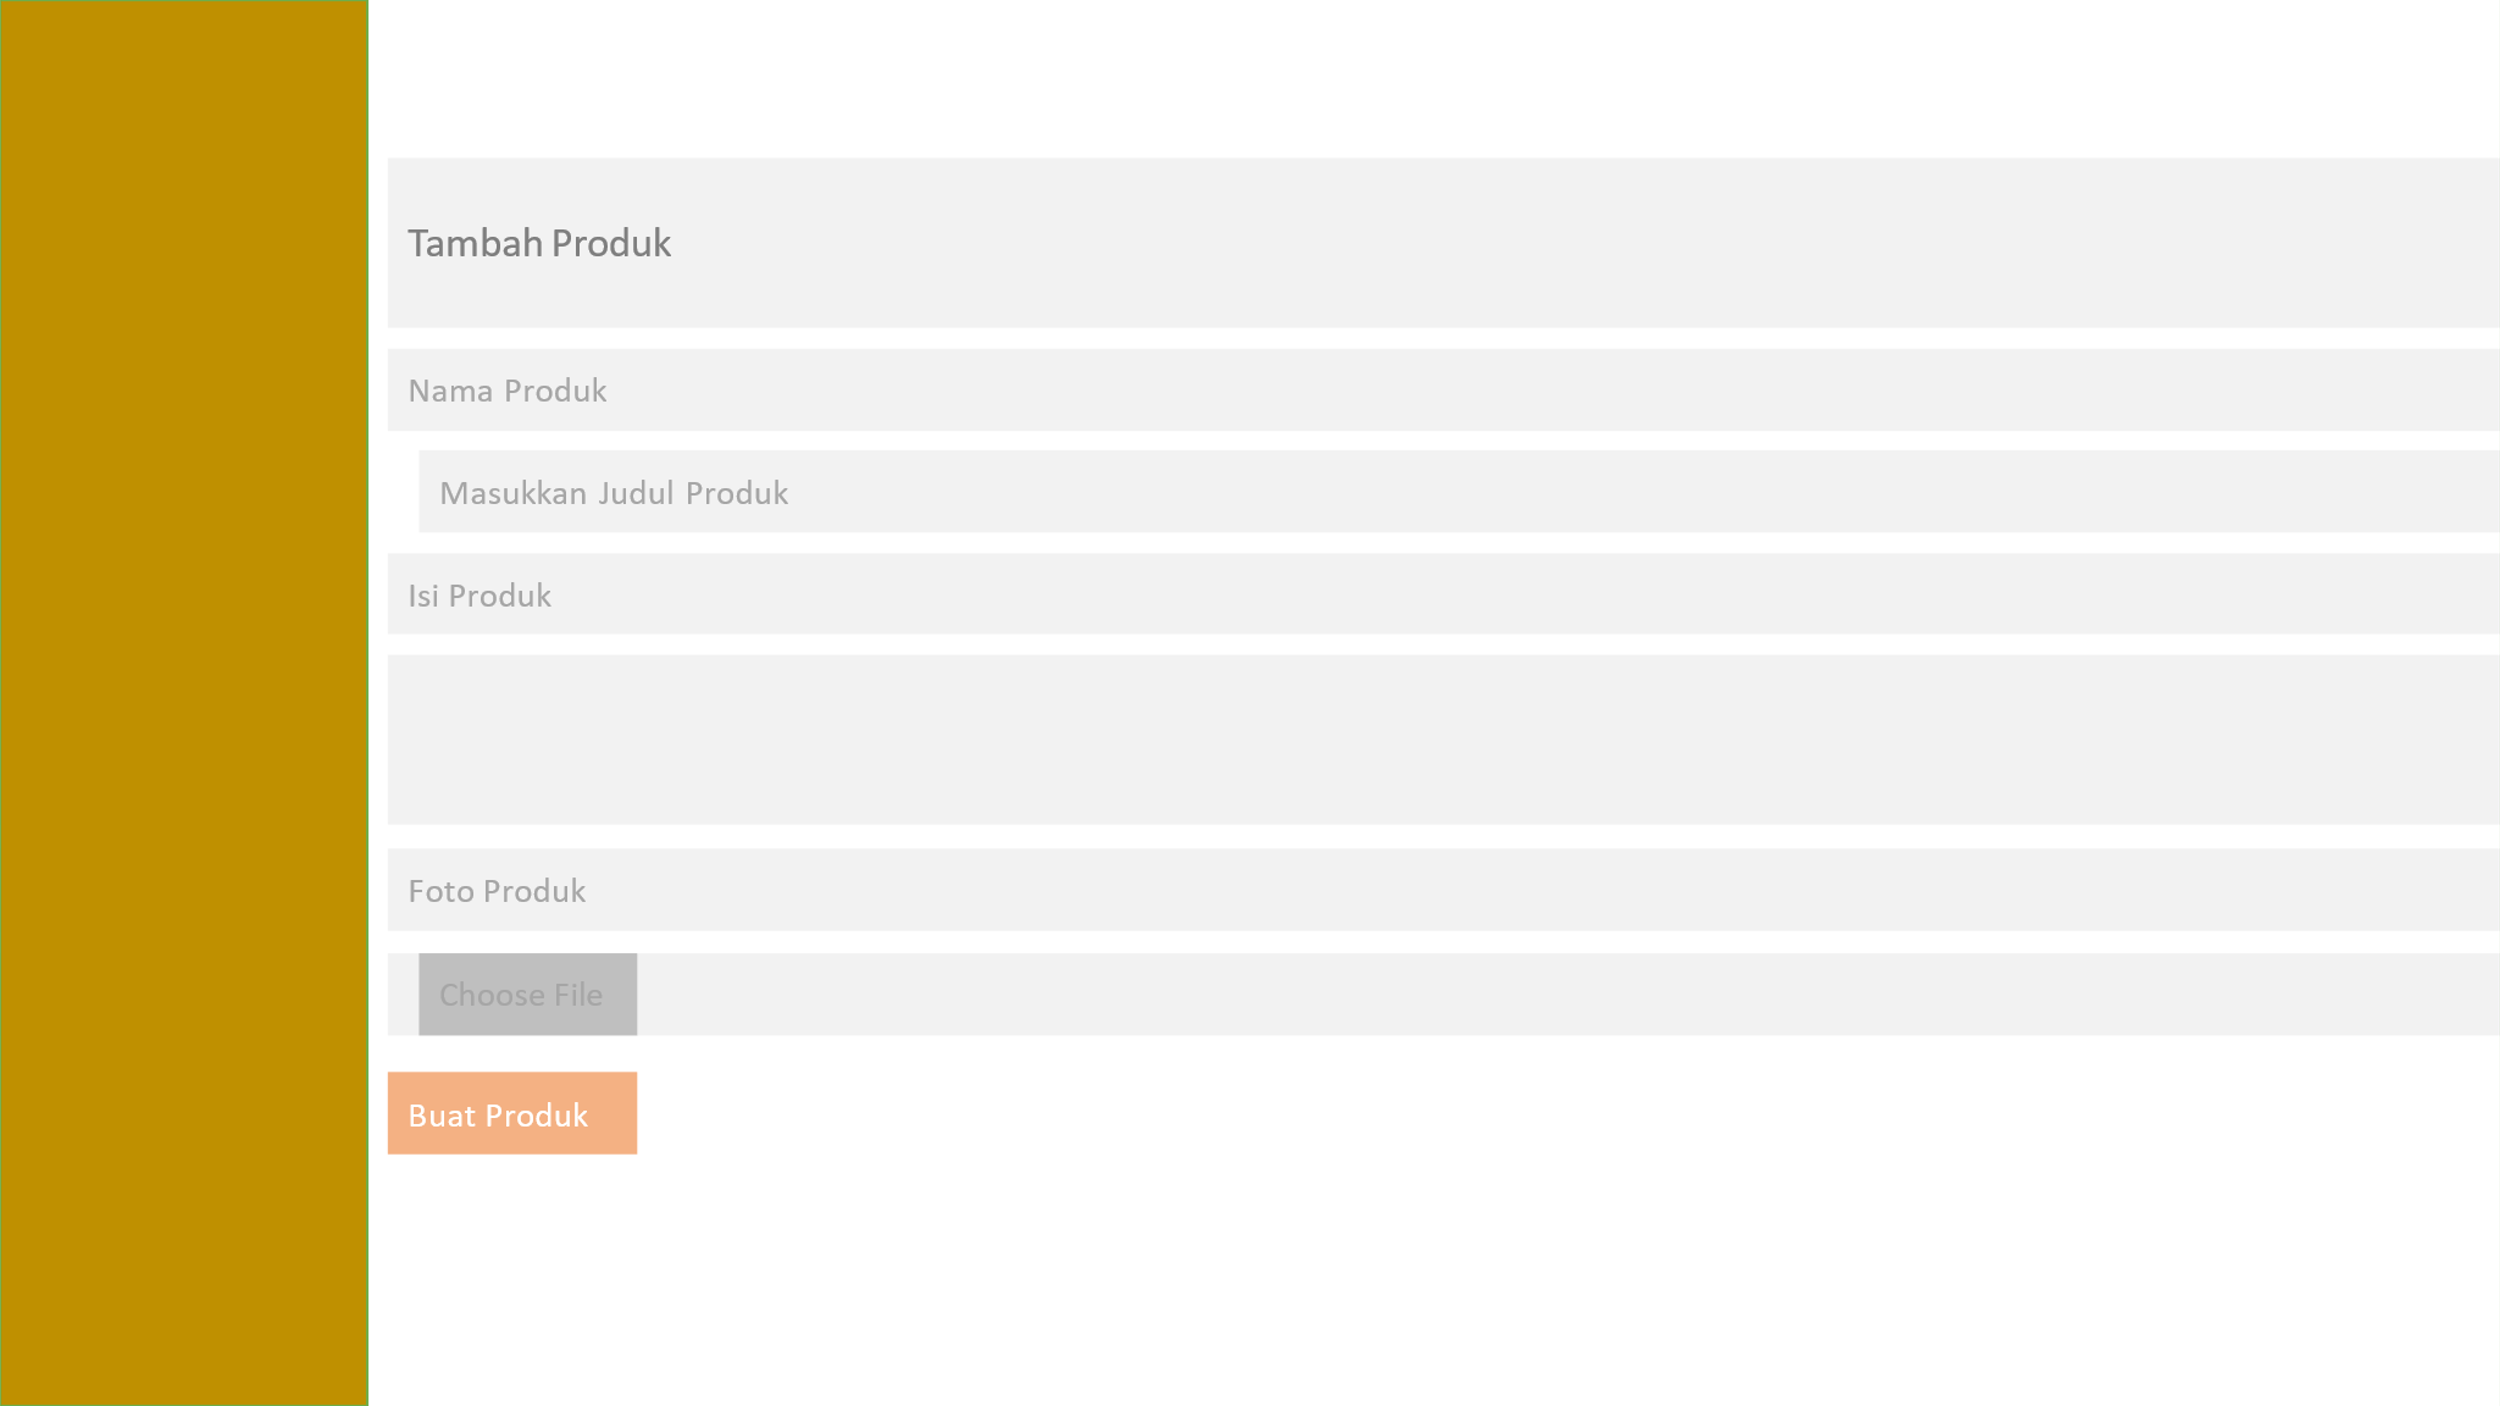 Tambah Produk
Nama Produk
Masukkan Judul Produk
Isi Produk
Foto Produk
Choose File
Buat Produk